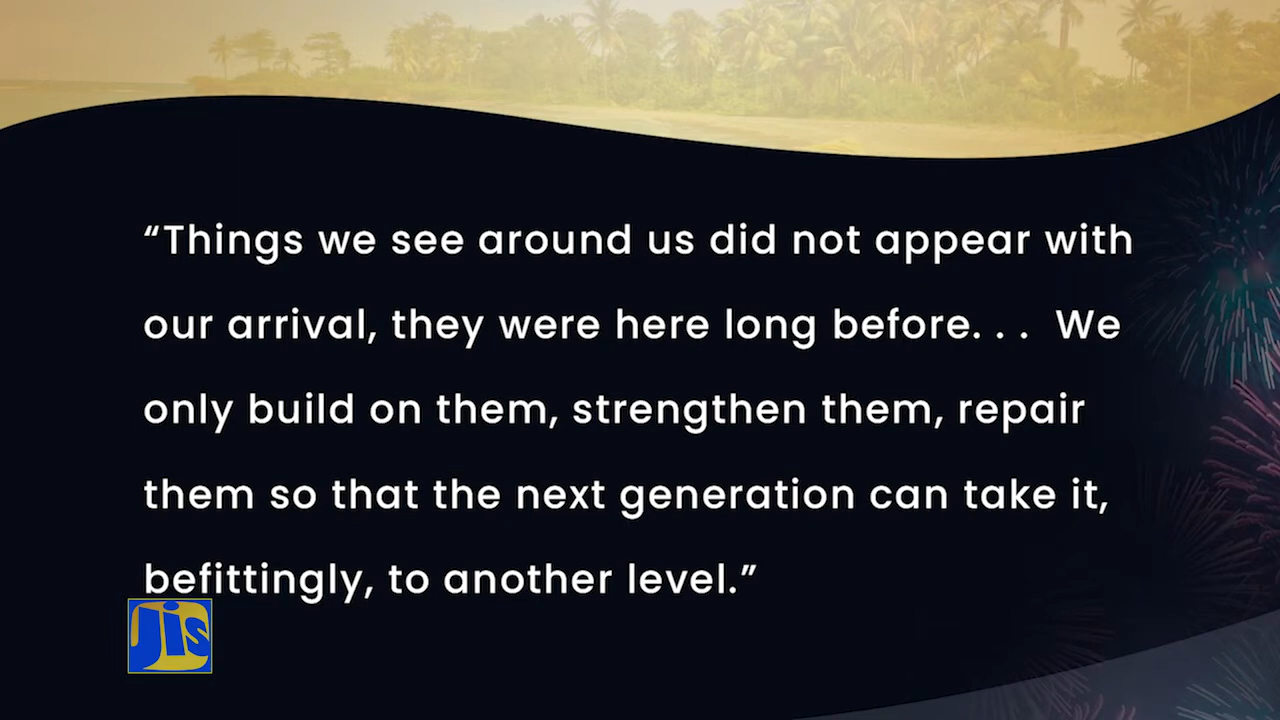 “Things we see around us did not appear with
our arrival, they were here long before. . .  We
only build on them, strengthen them, repair
them so that the next generation can take it,
befittingly, to another level.”
Jis